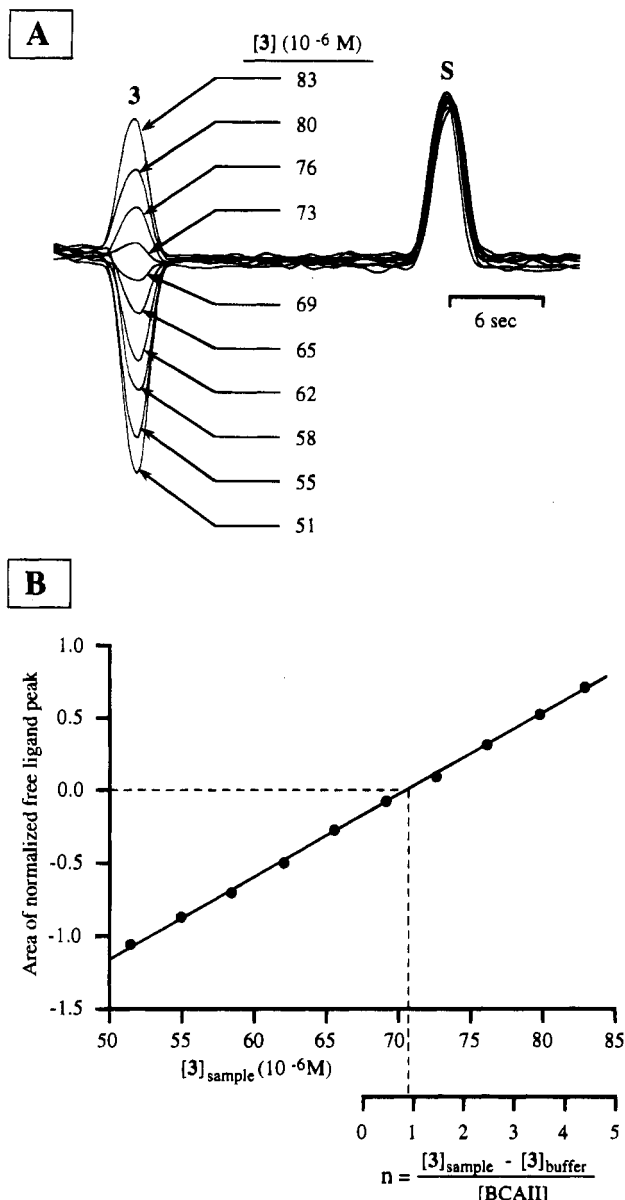 A
[3] (10 -6 M)
3
S
83
80
76
73
69
65
62
58
55
51
6 sec
B
Area of normalized free ligand peak
1.0
0.5
0.0
-0.5
-1.0
-1.5
50 55 60 65 70 75 80 85
[3]sample (10 -6M)
0 1 2 3 4 5
n = [3]sample - [3]buffer
[BCAII]